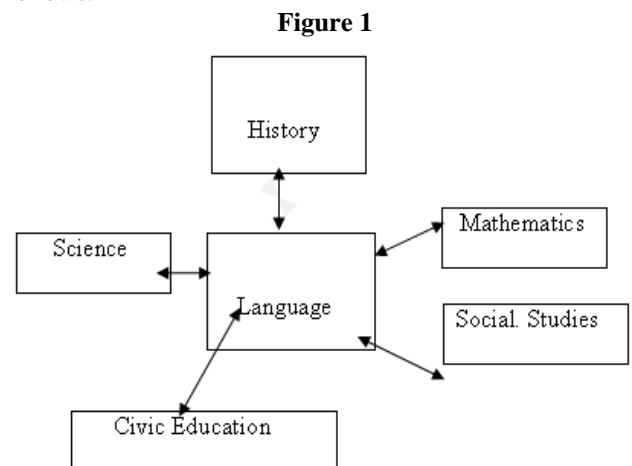 Figure 1
History
Mathematics
Science
Language
Social. Studies
Civic Education